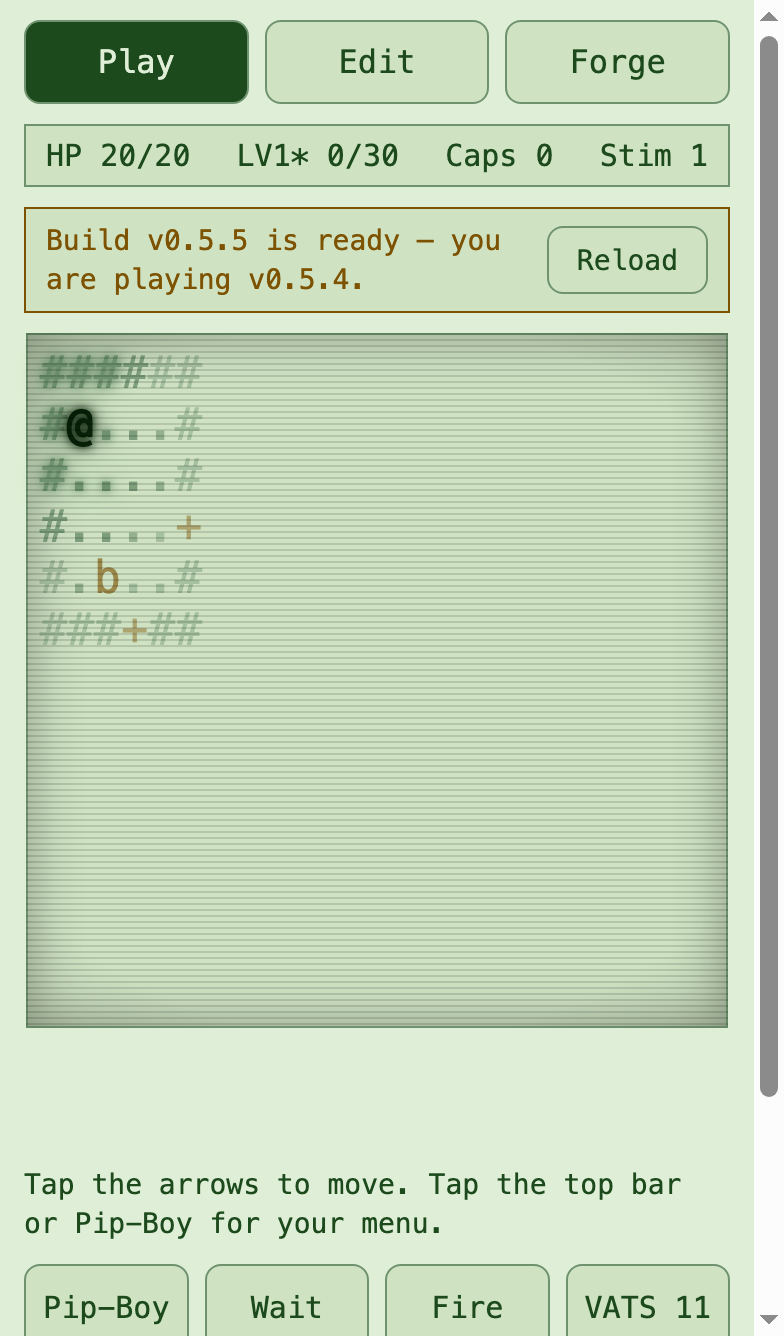 Play Edit Forge
HP 20/20 LV1* 0/30 Caps 0 Stim 1
Build v0.5.5 is ready — you
are playing v0.5.4.
Reload
######
#@...#
#....#
#....+
#.b..#
###+##
Tap the arrows to move. Tap the top bar
or Pip-Boy for your menu.
Pip-Boy Wait Fire VATS 11